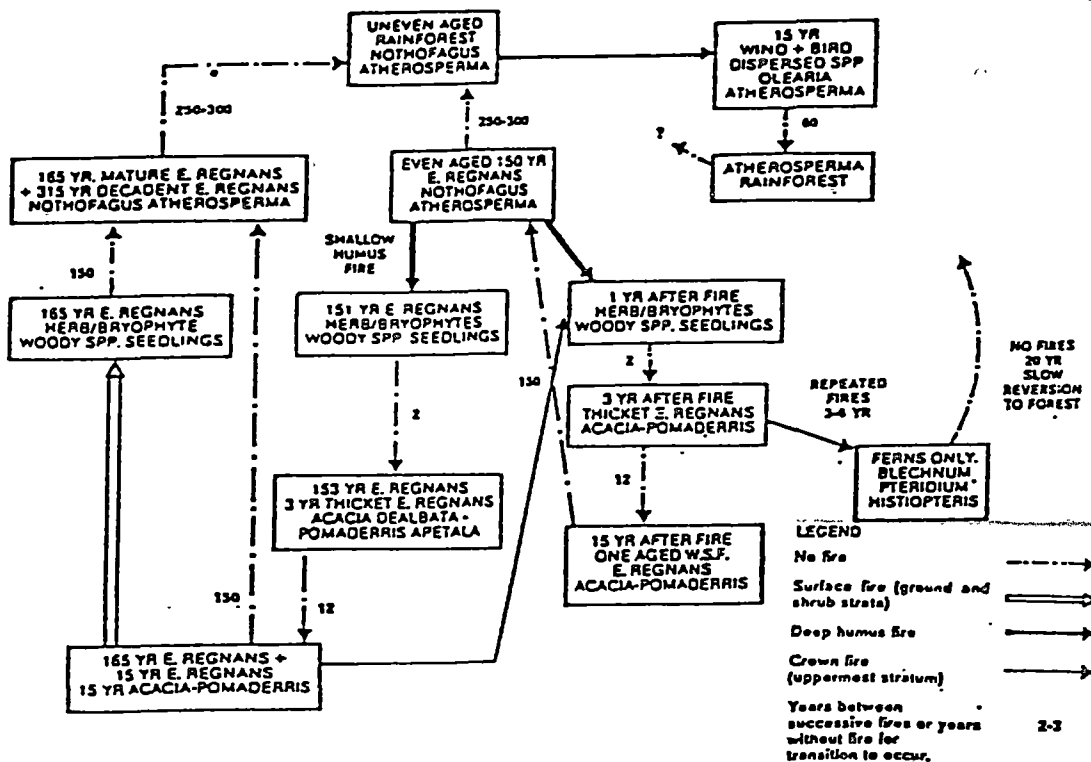 UNEVEN AGED
RAINFOREST
NOTHOFAGUS
ATHEROSPERMA
15 YR
WIND + BIRD
DISPERSED SPP
OLEARIA
ATHEROSPERMA
250-300
250-300
60
?
165 YR. MATURE E. REGNANS
+ 315 YR DECADENT E. REGNANS
NOTHOFAGUS ATHEROSPERMA
EVEN AGED 150 YR
E. REGNANS
NOTHOFAGUS
ATHEROSPERMA
ATHEROSPERMA
RAINFOREST
SHALLOW
HUMUS
FIRE
150
165 YR E. REGNANS
HERB/BRYOPHYTE
WOODY SPP. SEEDLINGS
151 YR E REGNANS
HERB/BRYOPHYTES
WOODY SPP SEEDLINGS
1 YR AFTER FIRE
HERB/BRYOPHYTES
WOODY SPP. SEEDLINGS
NO FIRES
20 YR
SLOW
REVERSION
TO FOREST
2
150
2
3 YR AFTER FIRE
THICKET E. REGNANS
ACACIA-POMADERRIS
REPEATED
FIRES
3-4 YR
FERNS ONLY.
BLECHNUM
PTERIDIUM
HISTIOPTERIS
153 YR E. REGNANS
3 YR THICKET E. REGNANS
ACACIA DEALBATA-
POMADERRIS APETALA
12
15 YR AFTER FIRE
ONE AGED W.S.F.
E. REGNANS
ACACIA-POMADERRIS
150
12
165 YR E. REGNANS +
15 YR E. REGNANS
15 YR ACACIA-POMADERRIS
LEGEND
No fire
Surface fire (ground and
shrub strata)
Deep humus fire
Crown fire
(uppermost stratum)
Years between
successive fires or years
without fire for
transition to occur.
2-3